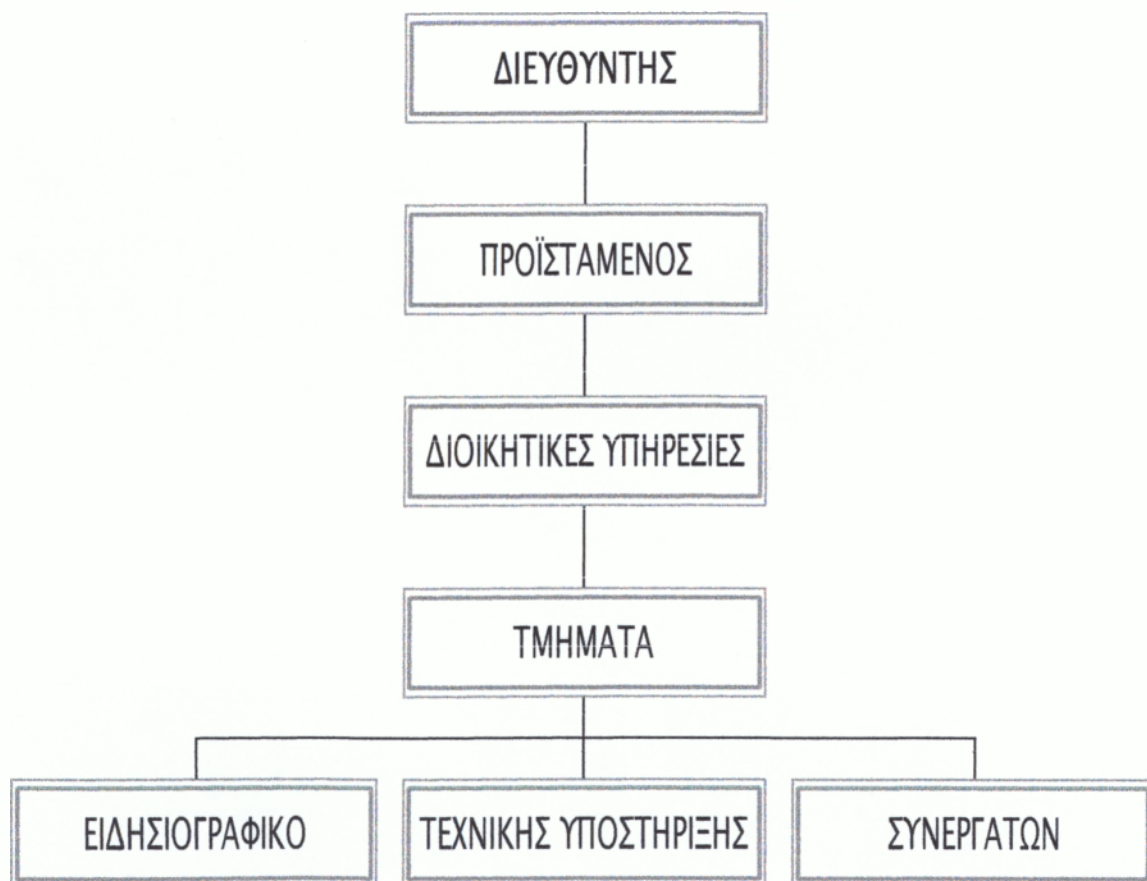 ΔΙΕΥΘΥΝΤΗΣ
ΠΡΟΪΣΤΑΜΕΝΟΣ
ΔΙΟΙΚΗΤΙΚΕΣ ΥΠΗΡΕΣΙΕΣ
ΤΜΗΜΑΤΑ
ΕΙΔΗΣΙΟΓΡΑΦΙΚΟ
ΤΕΧΝΙΚΗΣ ΥΠΟΣΤΗΡΙΞΗΣ
ΣΥΝΕΡΓΑΤΩΝ